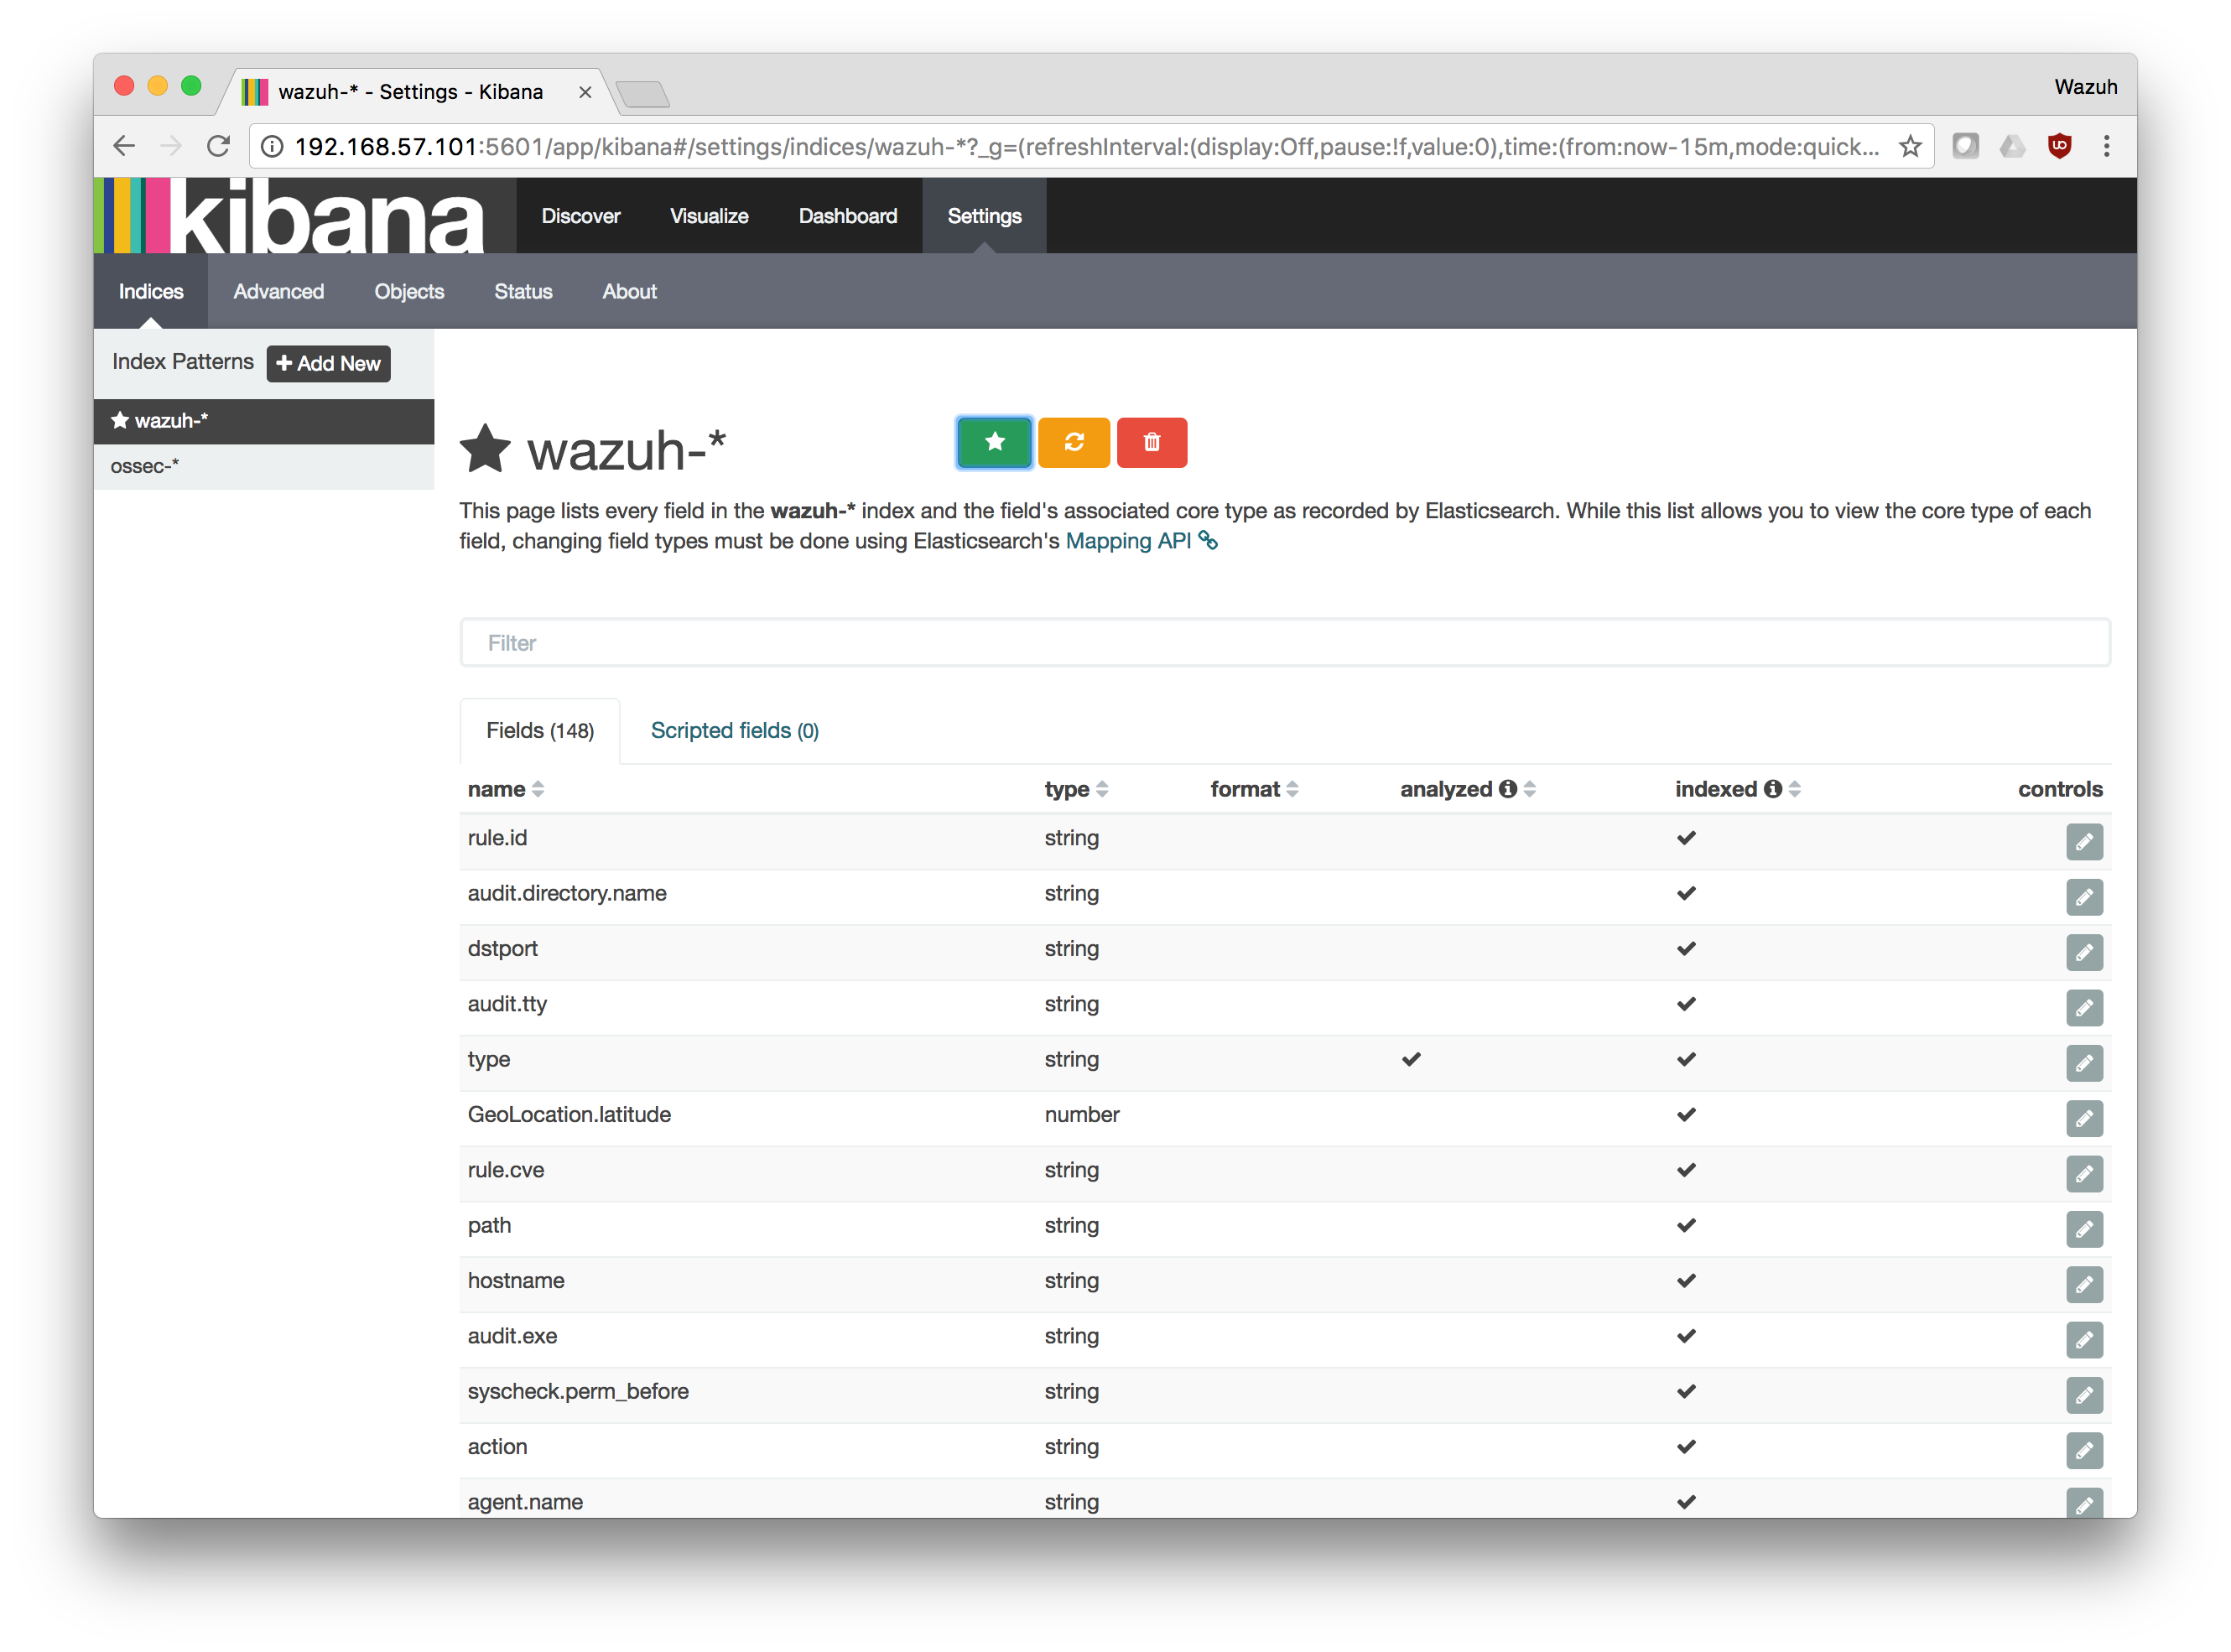 wazuh-* - Settings - Kibana
Wazuh
192.168.57.101:5601/app/kibana#/settings/indices/wazuh-*?_g=(refreshInterval:(display:Off,pause:!f,value:0),time:(from:now-15m,mode:quick...
kibana Discover Visualize Dashboard Settings
Indices Advanced Objects Status About
Index Patterns Add New
wazuh-*
ossec-*
wazuh-*
This page lists every field in the wazuh-* index and the field's associated core type as recorded by Elasticsearch. While this list allows you to view the core type of each
field, changing field types must be done using Elasticsearch's Mapping API
Filter
Fields (148) Scripted fields (0)
name type format analyzed indexed controls
rule.id string
audit.directory.name string
dstport string
audit.tty string
type string
GeoLocation.latitude number
rule.cve string
path string
hostname string
audit.exe string
syscheck.perm_before string
action string
agent.name string